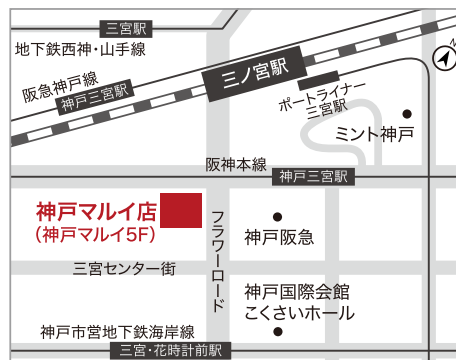 三宮駅
地下鉄西神・山手線
三ノ宮駅
N
阪急神戸線
神戸三宮駅
ポートライナー
三宮駅
ミント神戸
阪神本線
神戸三宮駅
神戸マルイ店
(神戸マルイ5F)
フラワーロード
神戸阪急
三宮センター街
神戸国際会館
こくさいホール
神戸市営地下鉄海岸線
三宮・花時計前駅